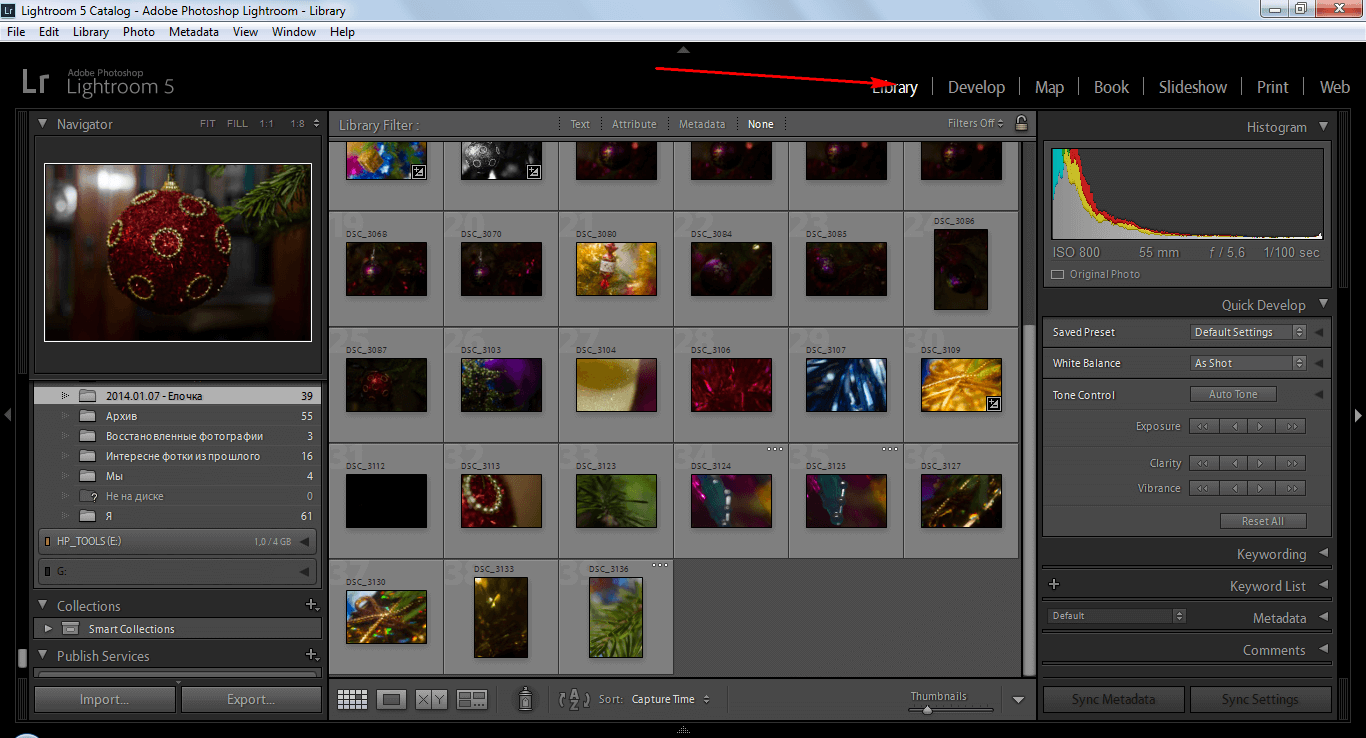 Lr Lightroom 5 Catalog - Adobe Photoshop Lightroom - Library
File Edit Library Photo Metadata View Window Help
Lr Adobe Photoshop
Lightroom 5
Library | Develop | Map | Book | Slideshow | Print | Web
Navigator FIT FILL 1:1 1:8
2014.01.07 - Елочка 39
Архив 55
Восстановленные фотографии 3
Интересне фотки из прошлого 16
Мы 4
? Не на диске 0
Я 61
HP_TOOLS (E:) 1,0 / 4 GB
G:
Collections
Smart Collections
Publish Services
Import... Export...
Library Filter : Text Attribute Metadata None Filters Off
19 20 21 22 23 24
DSC_3068 DSC_3070 DSC_3080 DSC_3084 DSC_3085 DSC_3086
25 26 27 28 29 30
DSC_3087 DSC_3103 DSC_3104 DSC_3106 DSC_3107 DSC_3109
31 32 33 34 35 36
DSC_3112 DSC_3113 DSC_3123 DSC_3124 DSC_3125 DSC_3127
37 38 39
DSC_3130 DSC_3133 DSC_3136
XY Sort: Capture Time Thumbnails
Histogram
ISO 800 55 mm ƒ / 5,6 1/100 sec
Original Photo
Quick Develop
Saved Preset Default Settings
White Balance As Shot
Tone Control Auto Tone
Exposure
Clarity
Vibrance
Reset All
Keywording
Keyword List
Default Metadata
Comments
Sync Metadata Sync Settings